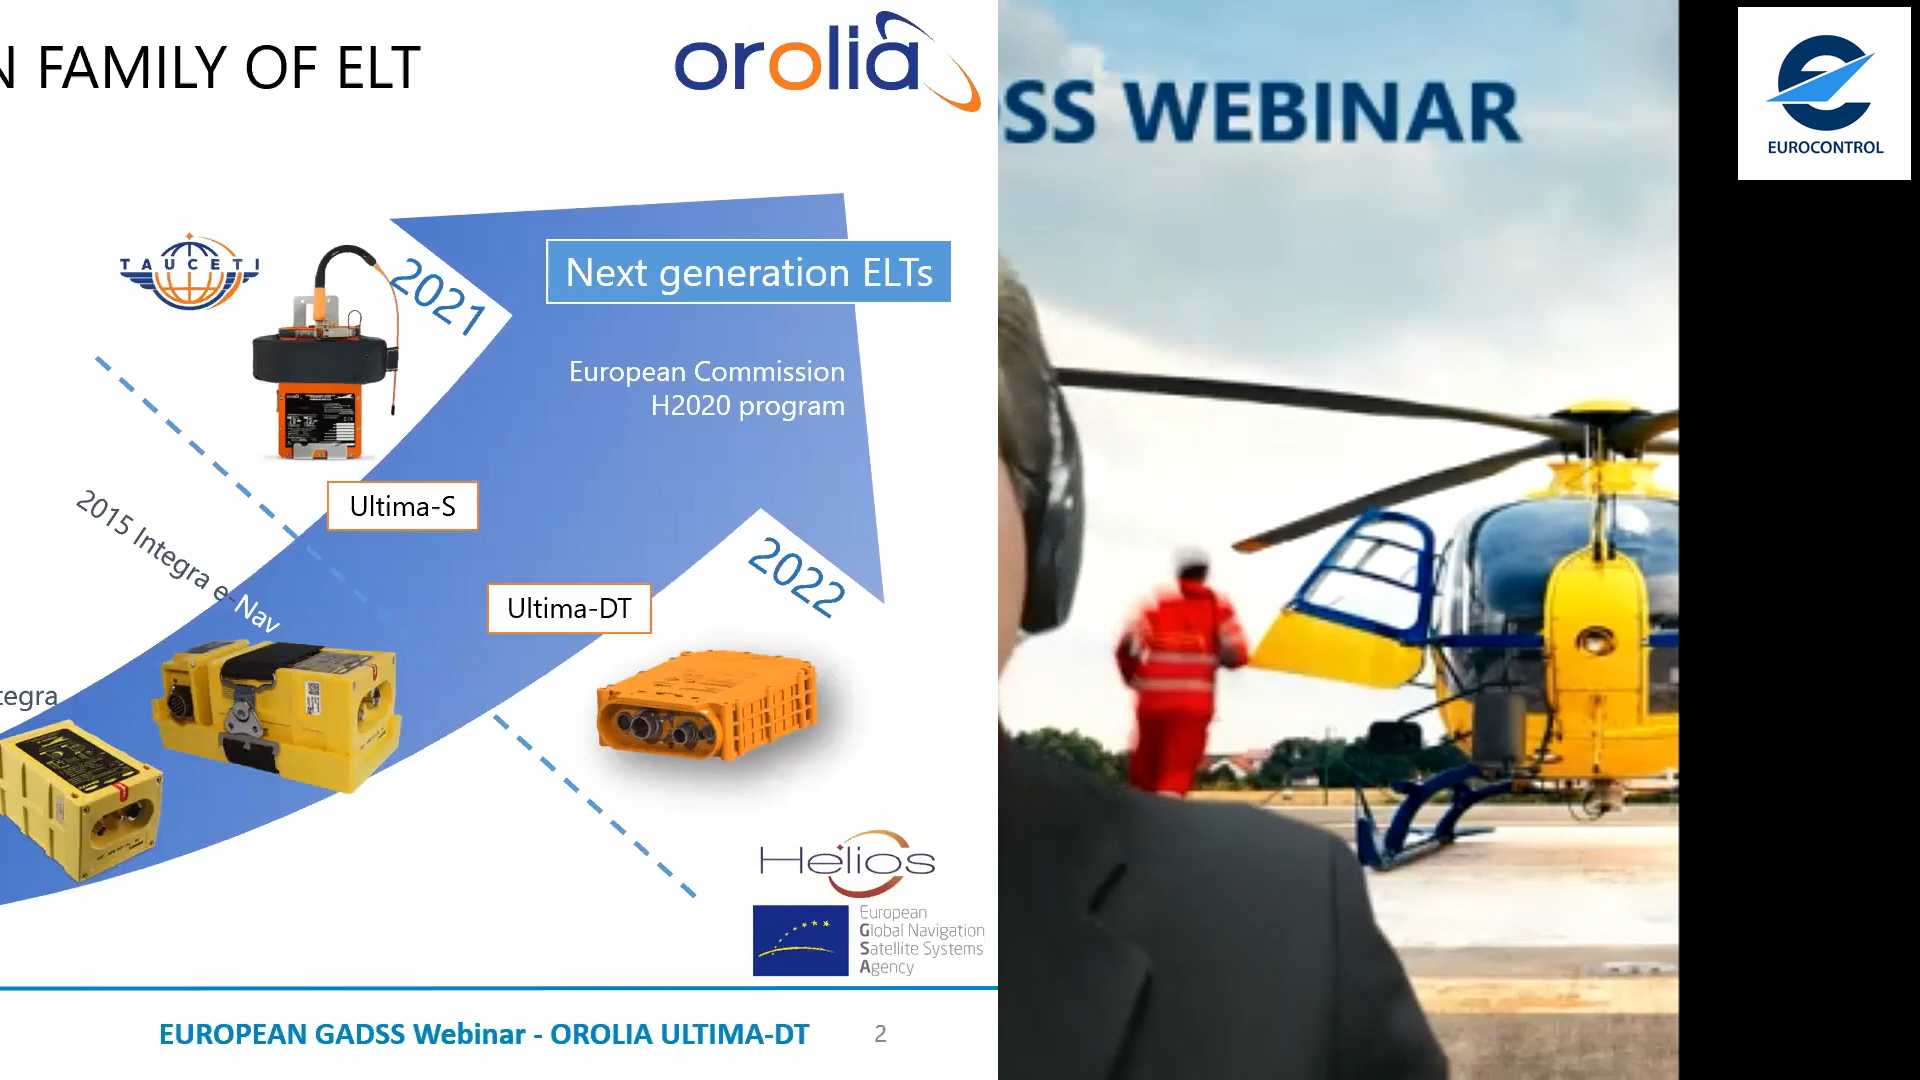 N FAMILY OF ELT
orolia
SS WEBINAR
EUROCONTROL
TAUCETI
2021
Next generation ELTs
European Commission
H2020 program
Ultima-S
2015 Integra e-Nav
2022
Ultima-DT
tegra
Helios
European
Global Navigation
Satellite Systems
Agency
EUROPEAN GADSS Webinar - OROLIA ULTIMA-DT
2